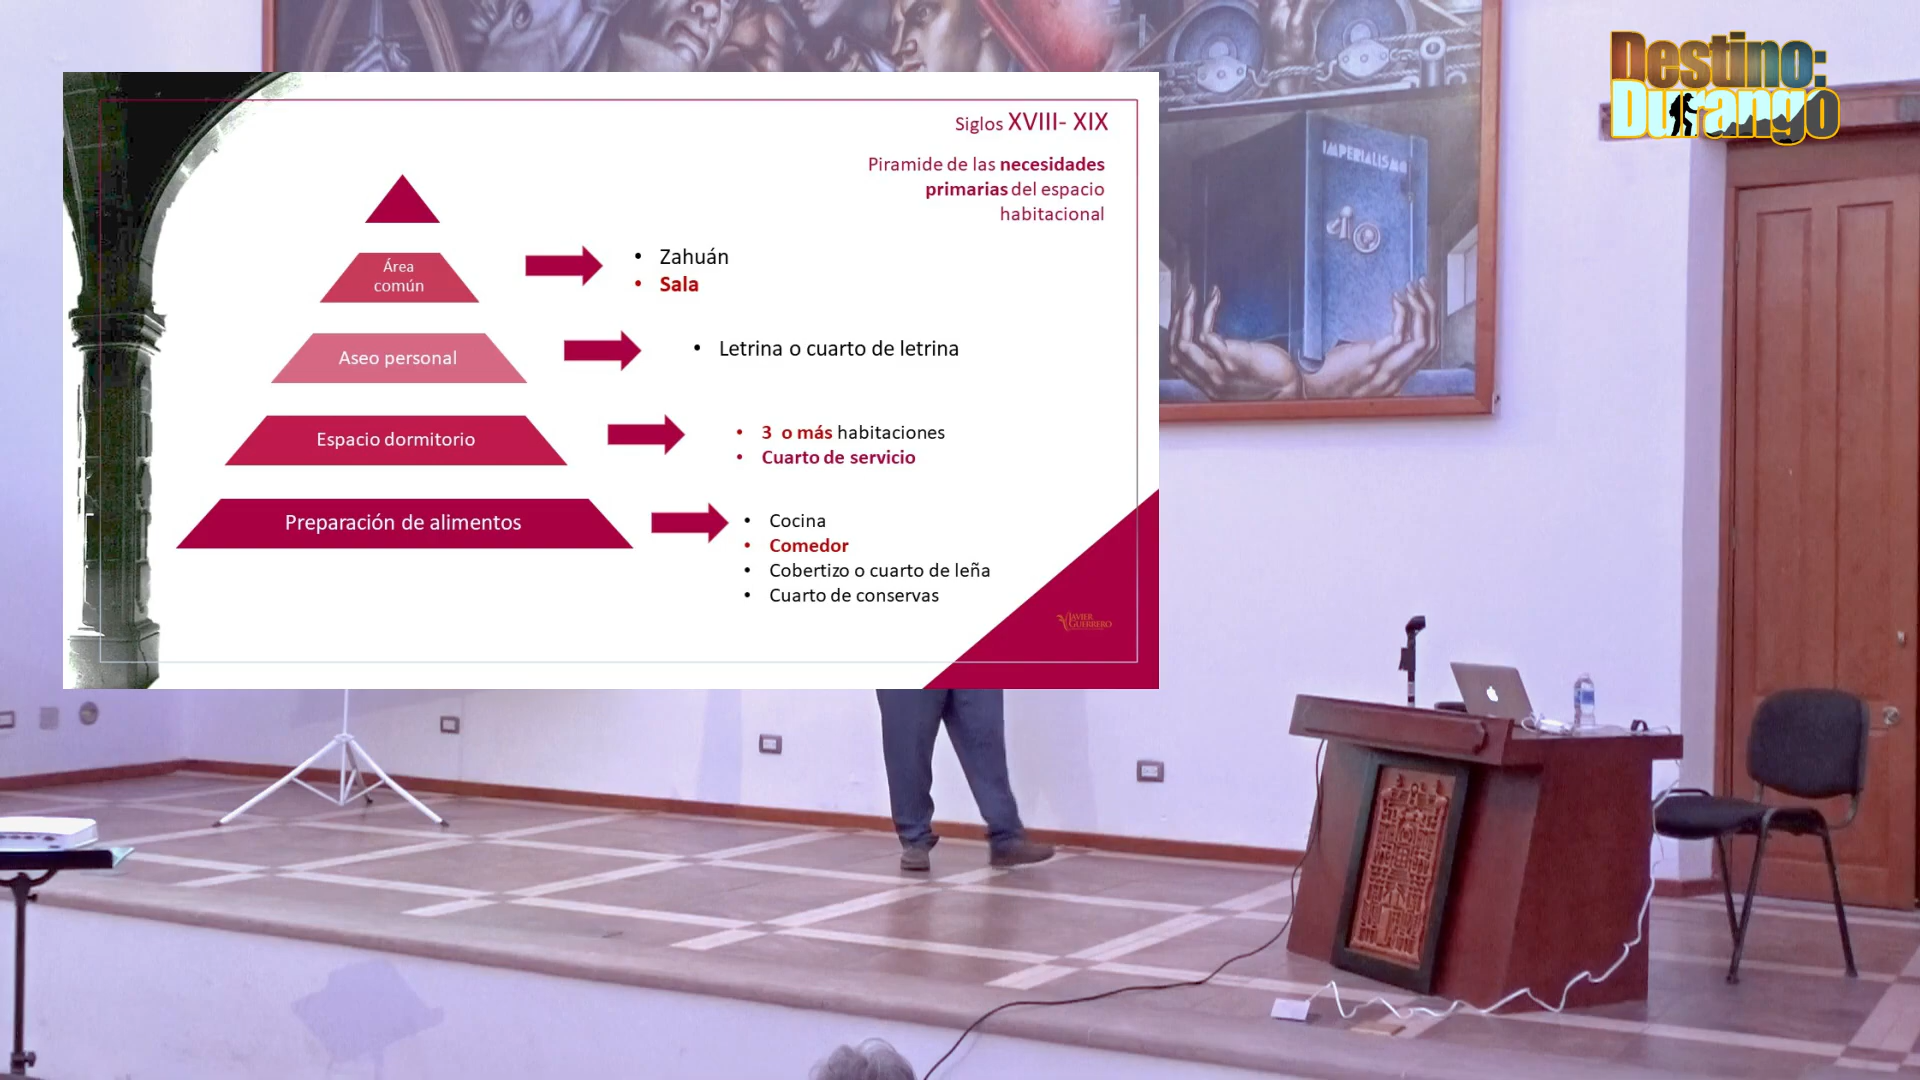 Destino:
Durango
IMPERIALISMO
Siglos XVIII- XIX
Piramide de las necesidades
primarias del espacio
habitacional
Área
común
• Zahuán
• Sala
Aseo personal
• Letrina o cuarto de letrina
Espacio dormitorio
• 3 o más habitaciones
• Cuarto de servicio
Preparación de alimentos
• Cocina
• Comedor
• Cobertizo o cuarto de leña
• Cuarto de conservas
JAVIER
GUERRERO